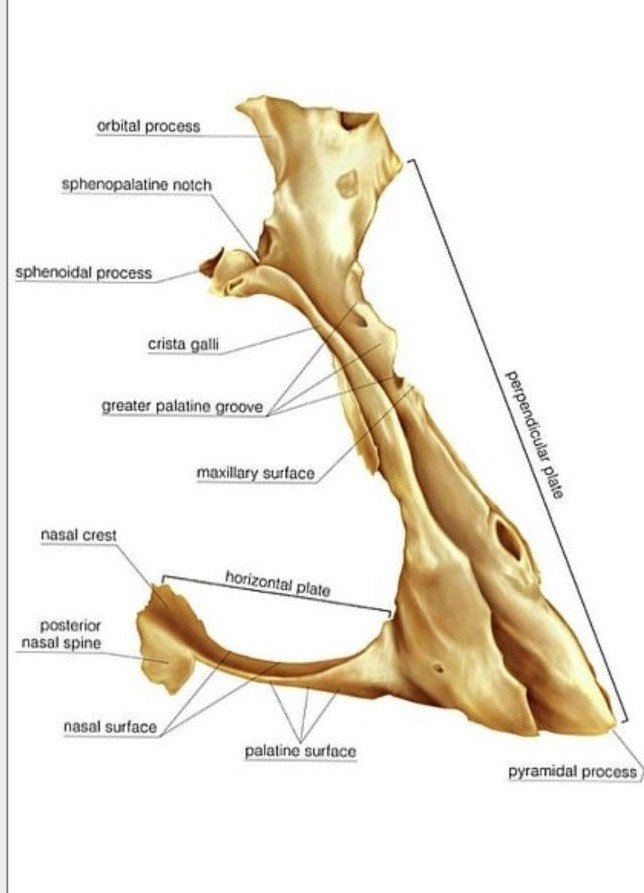 orbital process
sphenopalatine notch
sphenoidal process
crista galli
greater palatine groove
perpendicular plate
maxillary surface
nasal crest
horizontal plate
posterior
nasal spine
nasal surface
palatine surface
pyramidal process